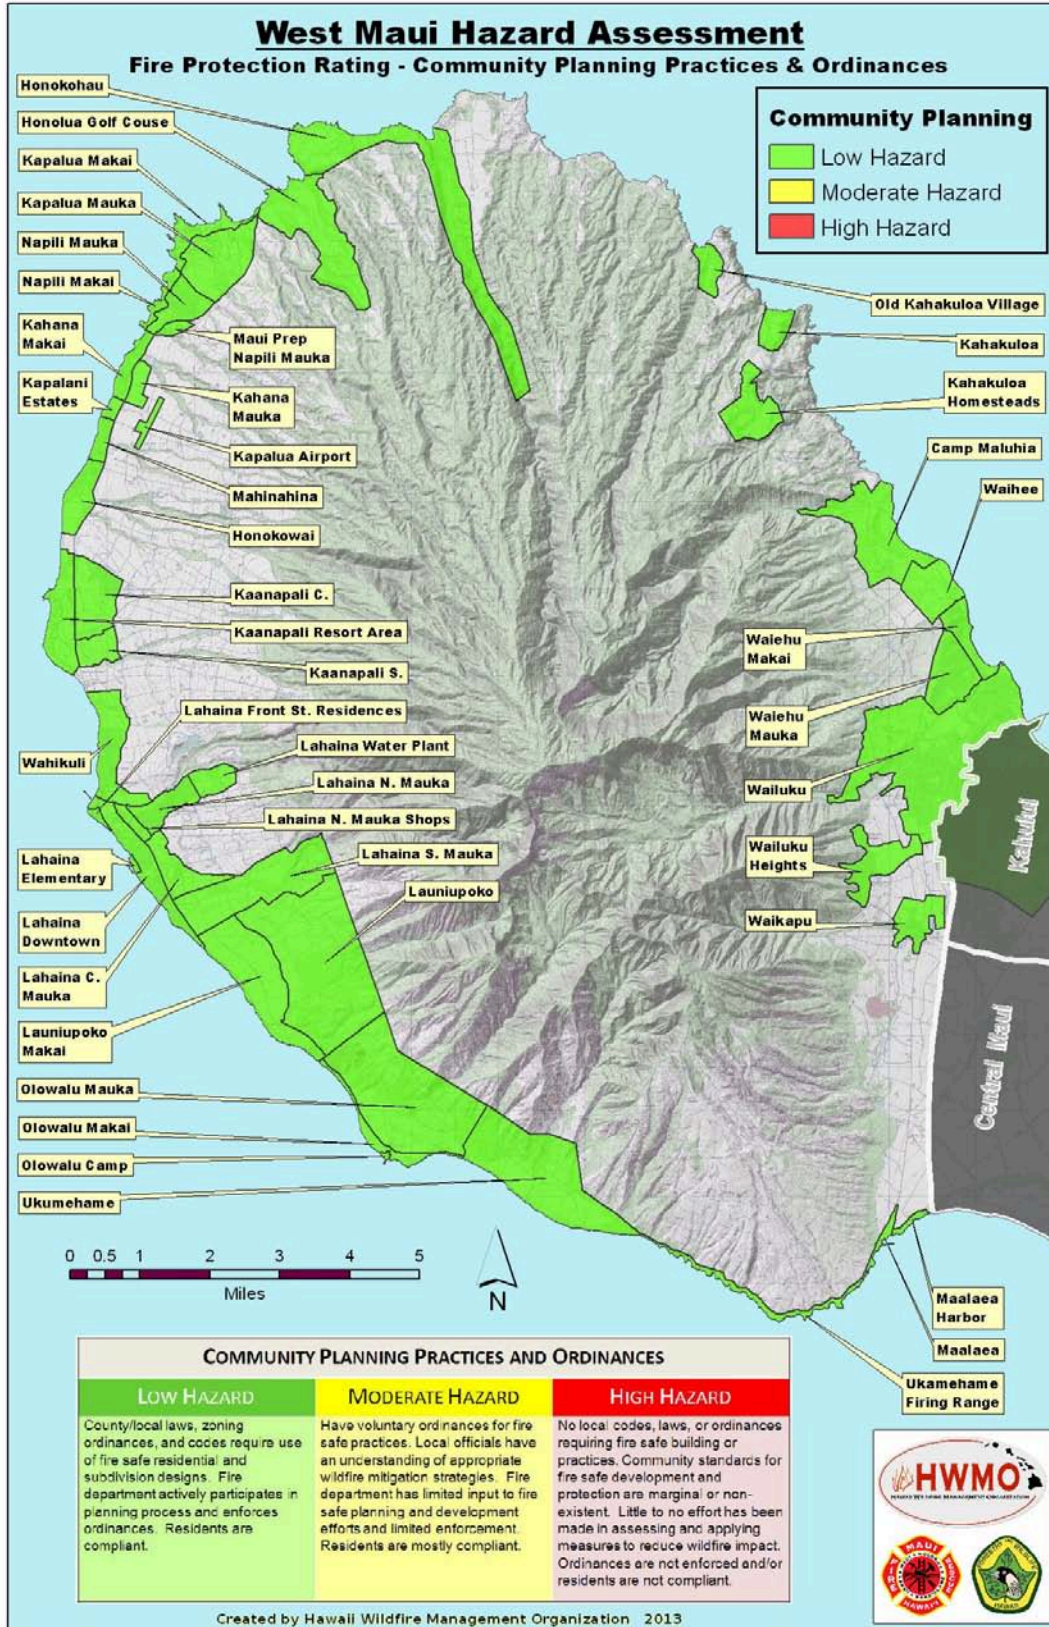 West Maui Hazard Assessment
Fire Protection Rating - Community Planning Practices & Ordinances
Community Planning
Low Hazard
Moderate Hazard
High Hazard
Honokohau
Honolua Golf Couse
Kapalua Makai
Kapalua Mauka
Napili Mauka
Napili Makai
Kahana
Makai
Kapalani
Estates
Maui Prep
Napili Mauka
Kahana
Mauka
Kapalua Airport
Mahinahina
Honokowai
Kaanapali C.
Kaanapali Resort Area
Kaanapali S.
Lahaina Front St. Residences
Wahikuli
Lahaina Water Plant
Lahaina N. Mauka
Lahaina N. Mauka Shops
Lahaina
Elementary
Lahaina S. Mauka
Launiupoko
Lahaina
Downtown
Lahaina C.
Mauka
Launiupoko
Makai
Olowalu Mauka
Olowalu Makai
Olowalu Camp
Ukumehame
Old Kahakuloa Village
Kahakuloa
Kahakuloa
Homesteads
Camp Maluhia
Waihee
Waiehu
Makai
Waiehu
Mauka
Wailuku
Wailuku
Heights
Waikapu
Kahului
Central Maui
Maalaea
Harbor
Maalaea
Ukamehame
Firing Range
0 0.5 1 2 3 4 5
Miles
N
COMMUNITY PLANNING PRACTICES AND ORDINANCES
LOW HAZARD
County/local laws, zoning
ordinances, and codes require use
of fire safe residential and
subdivision designs. Fire
department actively participates in
planning process and enforces
ordinances. Residents are
compliant.
MODERATE HAZARD
Have voluntary ordinances for fire
safe practices. Local officials have
an understanding of appropriate
wildfire mitigation strategies. Fire
department has limited input to fire
safe planning and development
efforts and limited enforcement.
Residents are mostly compliant.
HIGH HAZARD
No local codes, laws, or ordinances
requiring fire safe building or
practices. Community standards for
fire safe development and
protection are marginal or non-
existent. Little to no effort has been
made in assessing and applying
measures to reduce wildfire impact.
Ordinances are not enforced and/or
residents are not compliant.
HWMO
MAUI
FIRE
HAWAII
Created by Hawaii Wildfire Management Organization 2013